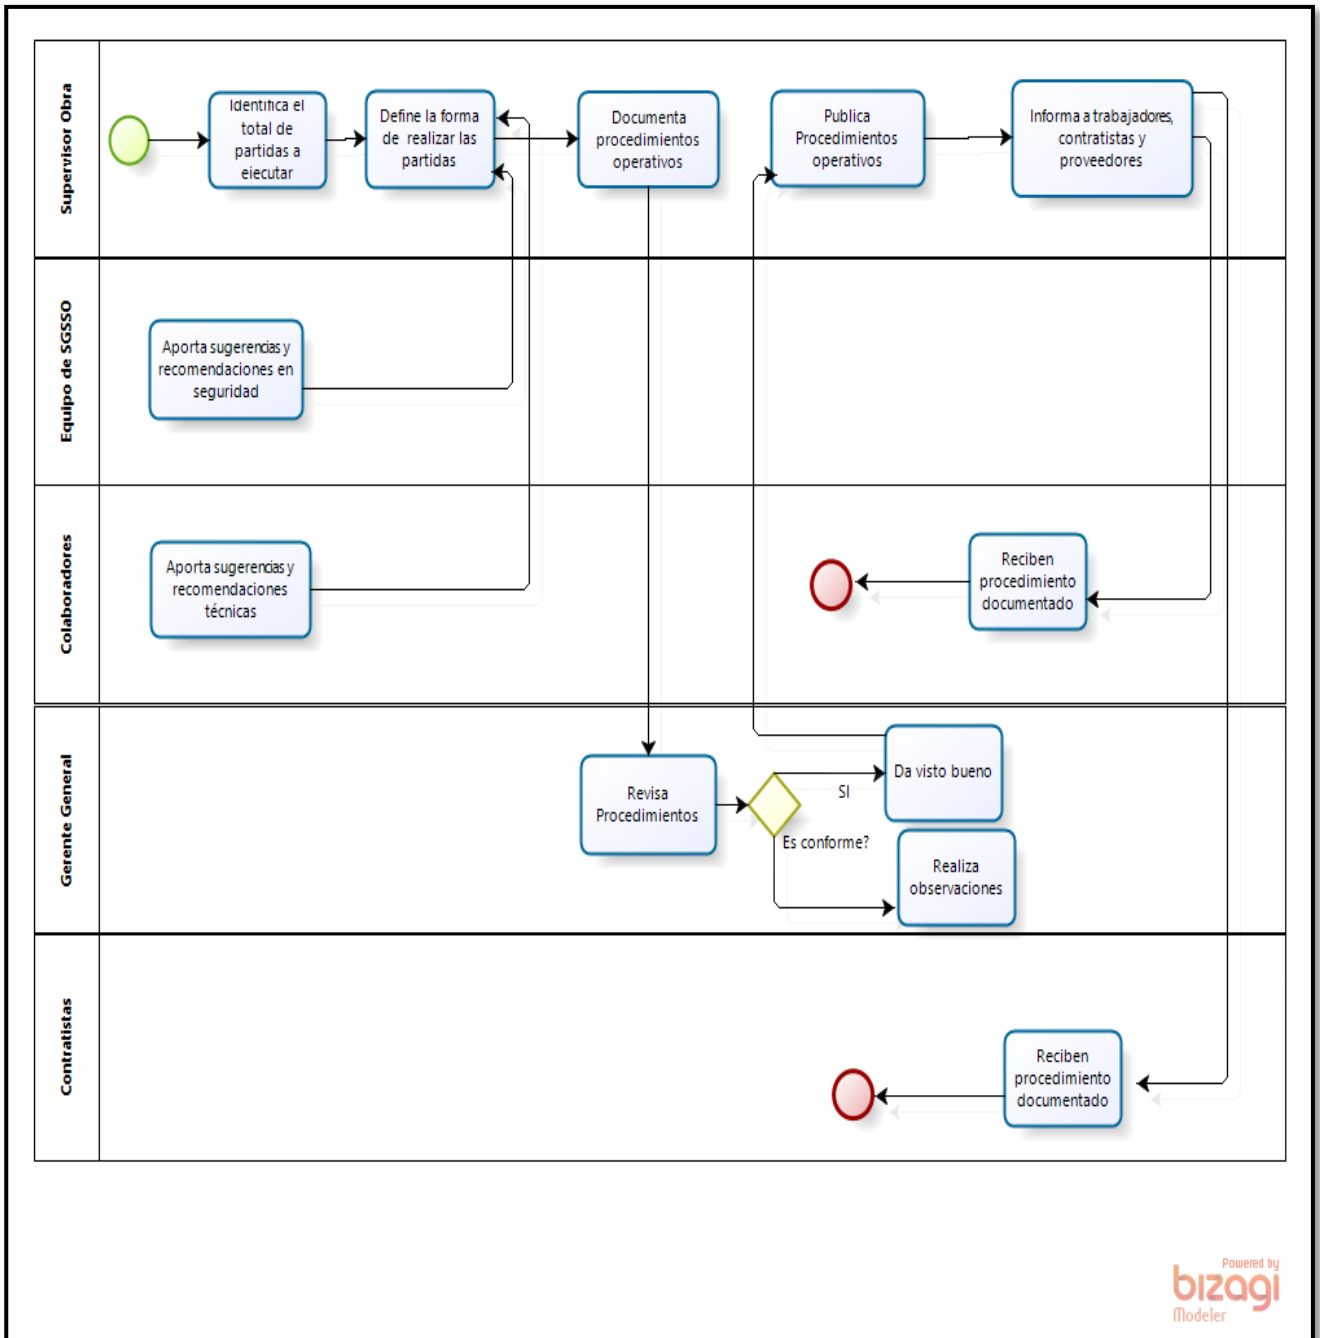 Supervisor Obra
Identifica el
total de
partidas a
ejecutar
Define la forma
de realizar las
partidas
Documenta
procedimientos
operativos
Publica
Procedimientos
operativos
Informa a trabajadores,
contratistas y
proveedores
Equipo de SGSSO
Aporta sugerencias y
recomendaciones en
seguridad
Colaboradores
Aporta sugerencias y
recomendaciones
técnicas
Reciben
procedimiento
documentado
Gerente General
Revisa
Procedimientos
Es conforme?
SI
Da visto bueno
Realiza
observaciones
Contratistas
Reciben
procedimiento
documentado
Powered by
bizagi
Modeler